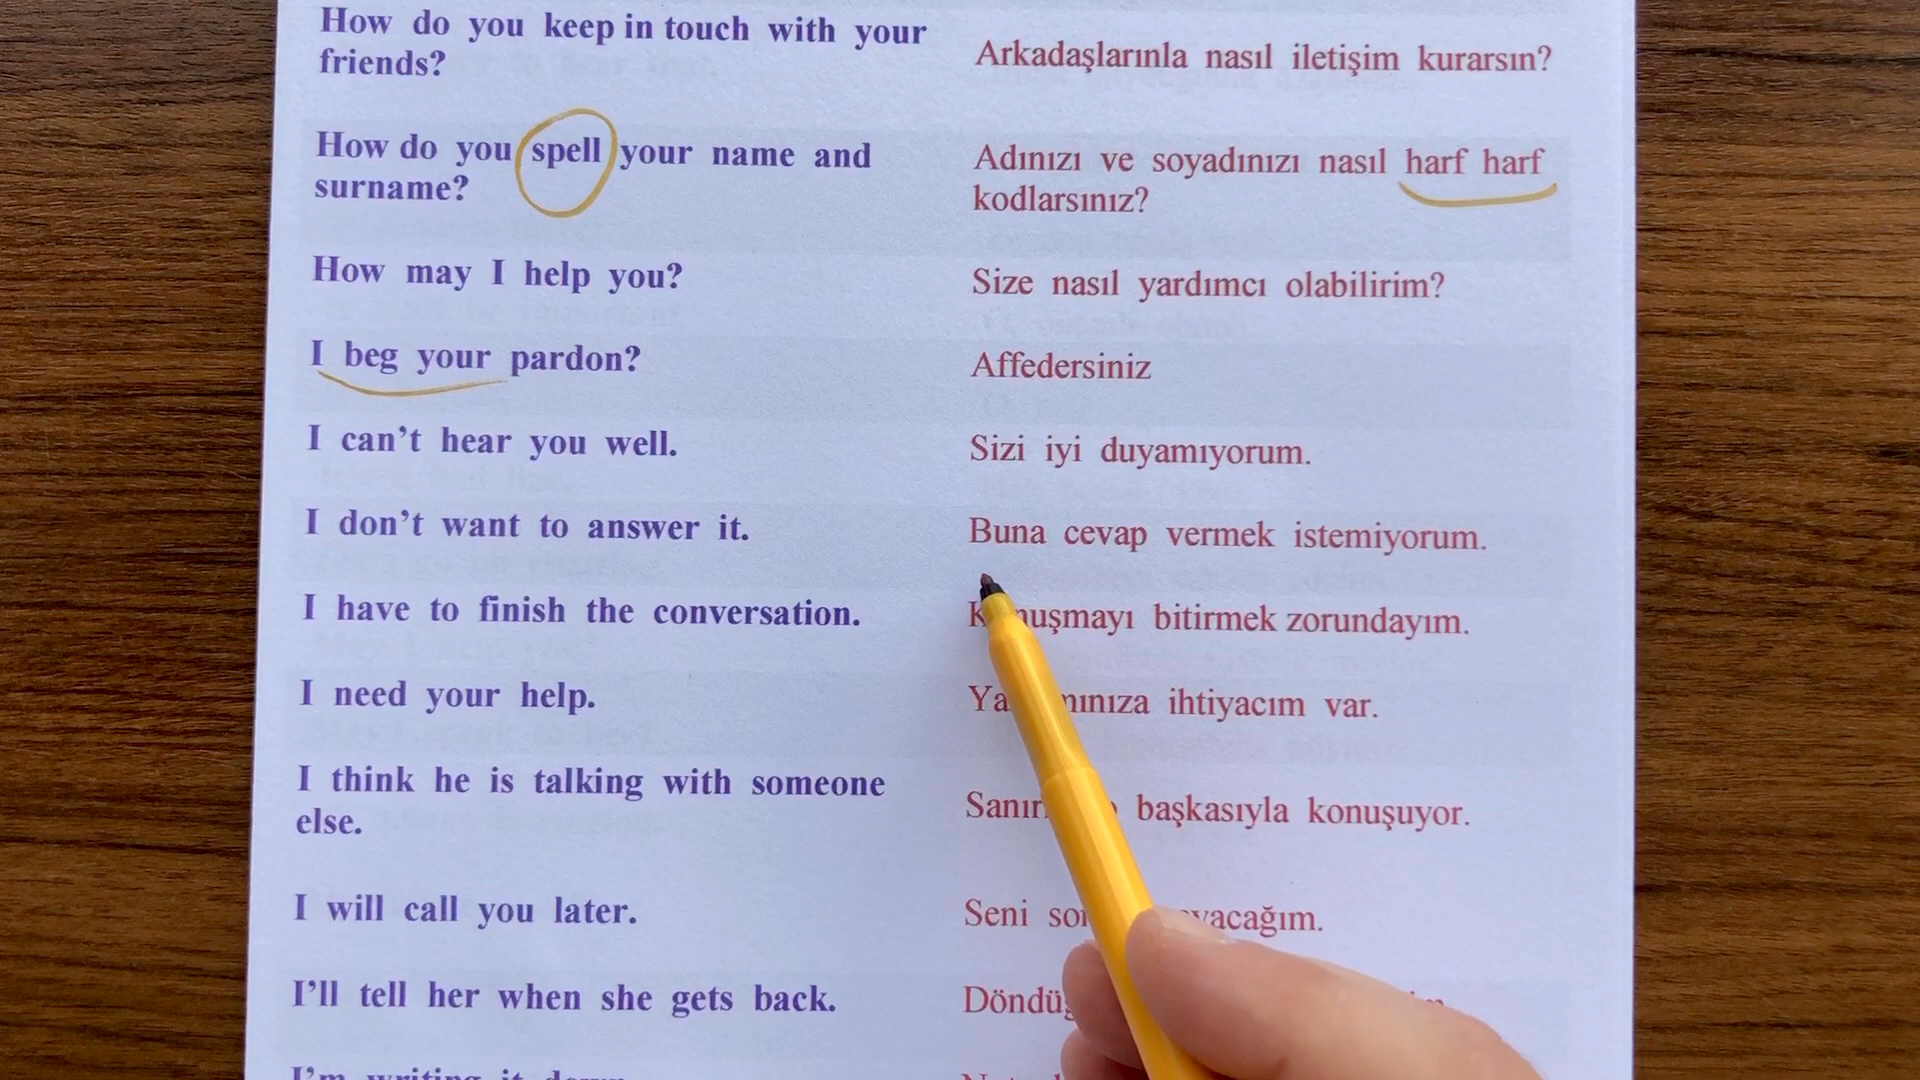 How do you keep in touch with your
friends?
Arkadaşlarınla nasıl iletişim kurarsın?
How do you spell your name and
surname?
Adınızı ve soyadınızı nasıl harf harf
kodlarsınız?
How may I help you?
Size nasıl yardımcı olabilirim?
I beg your pardon?
Affedersiniz
I can't hear you well.
Sizi iyi duyamıyorum.
I don't want to answer it.
Buna cevap vermek istemiyorum.
I have to finish the conversation.
bitirmek zorundayım.
I need your help.
ihtiyacım var.
I think he is talking with someone
else.
başkasıyla konuşuyor.
I will call you later.
Seni
I'll tell her when she gets back.
I'm writing it down